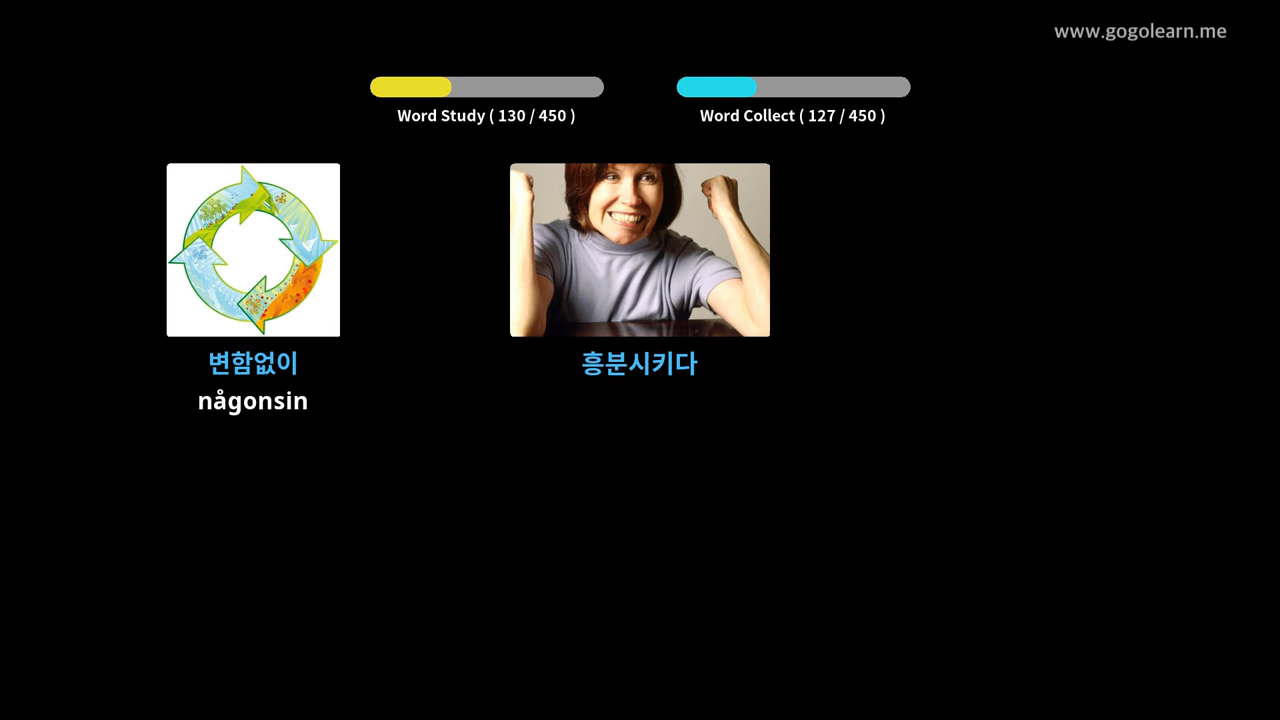 www.gogolearn.me
Word Study ( 130 / 450 )
Word Collect ( 127 / 450 )
변함없이
någonsin
흥분시키다